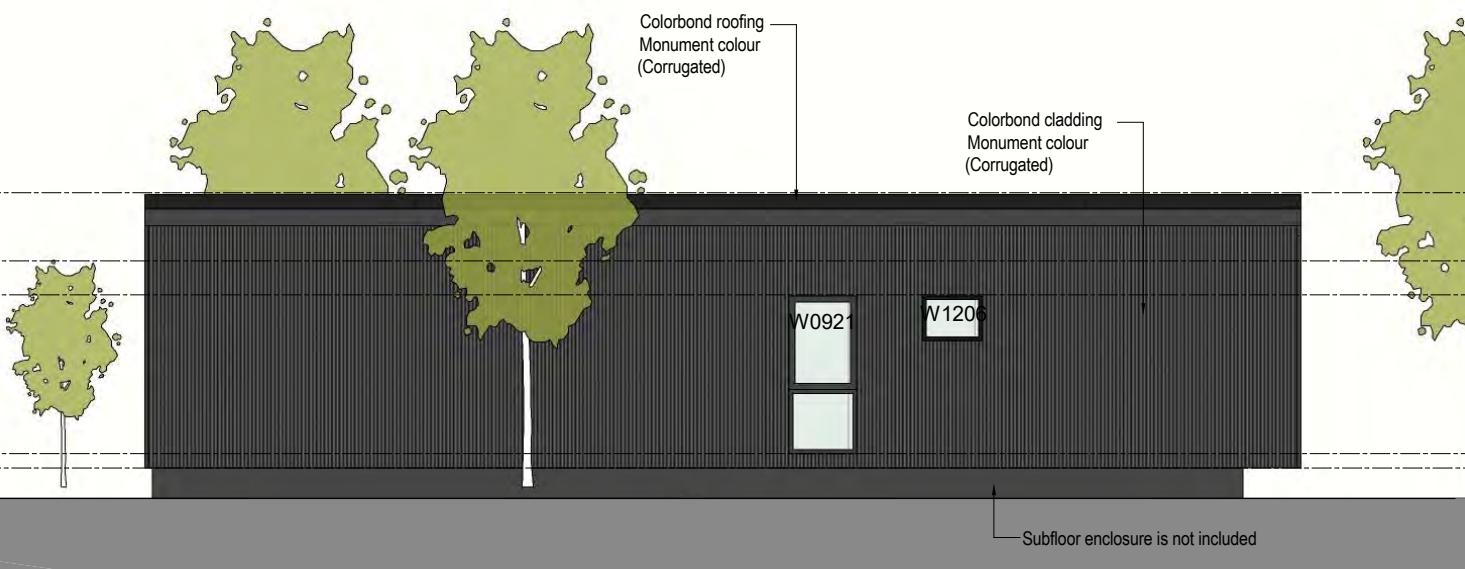 Colorbond roofing
Monument colour
(Corrugated)
Colorbond cladding
Monument colour
(Corrugated)
W0921
W1206
Subfloor enclosure is not included